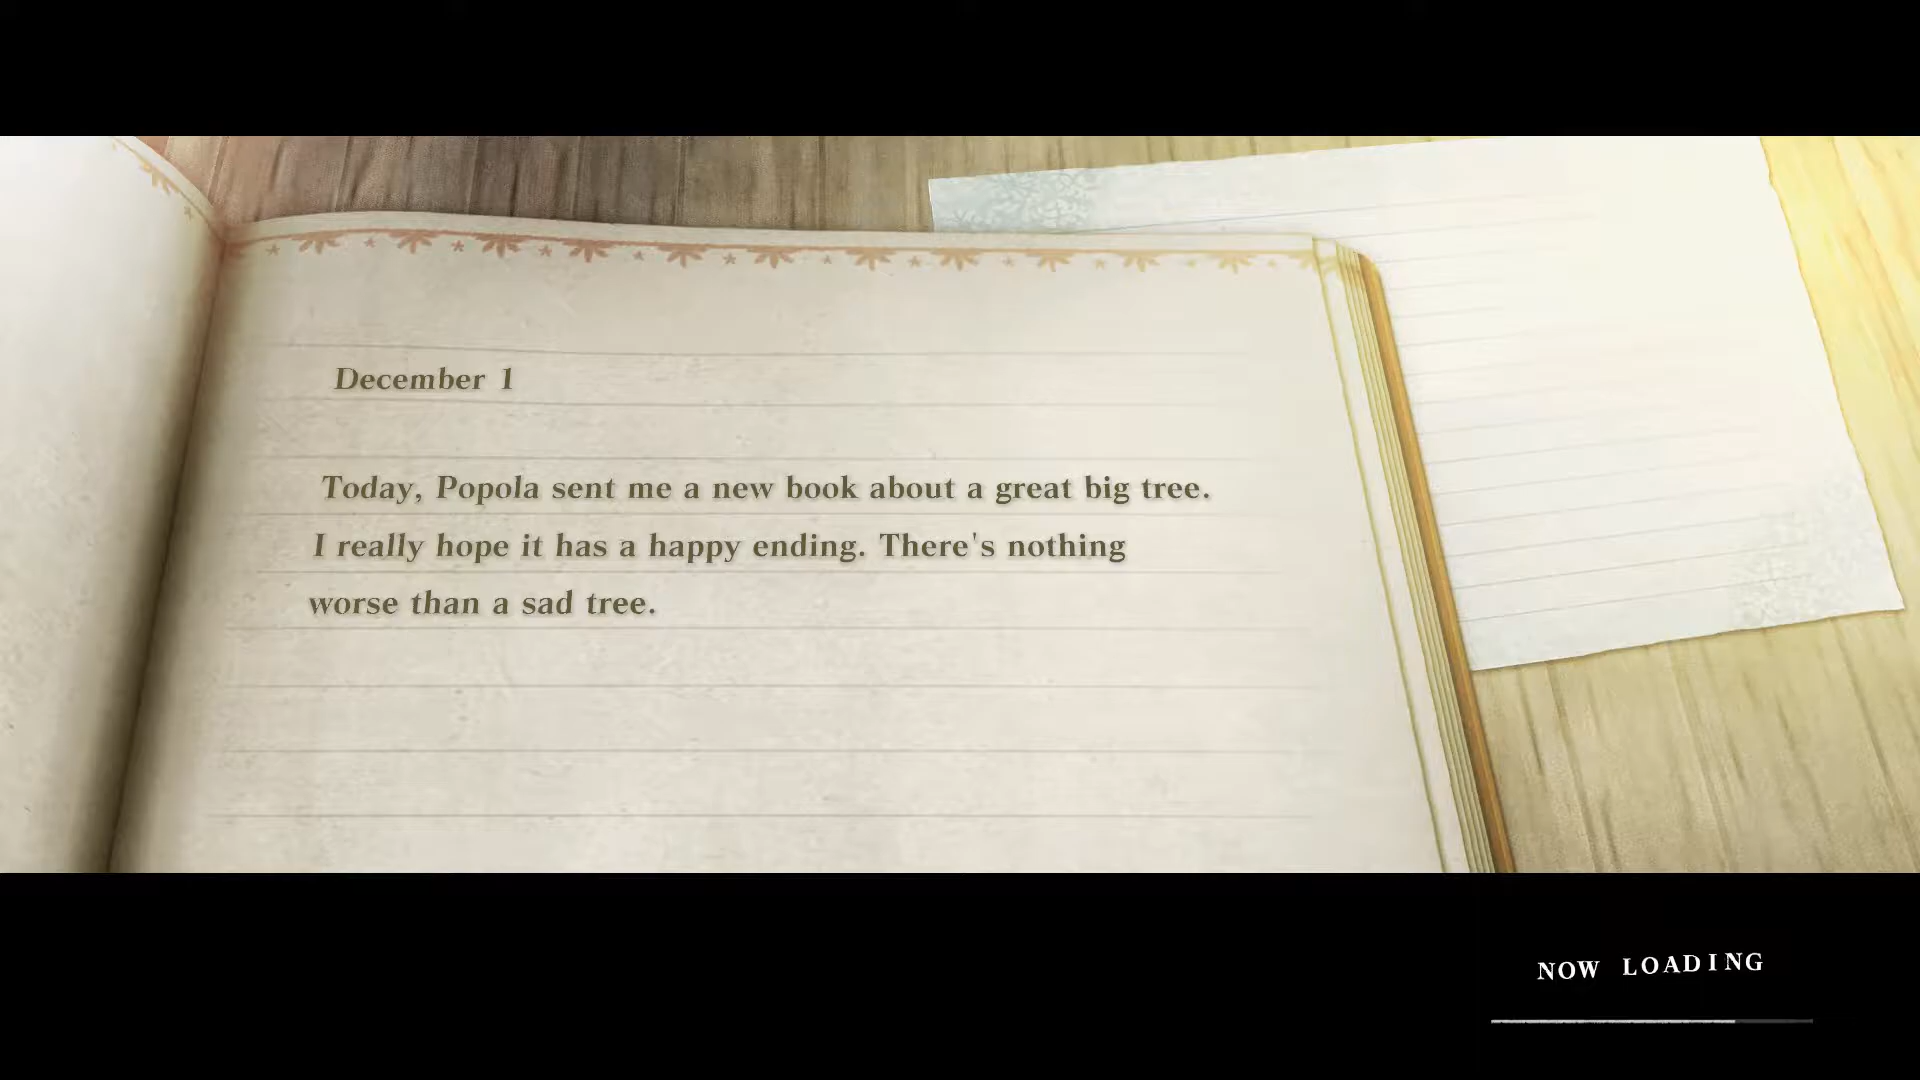 December 1
Today, Popola sent me a new book about a great big tree.
I really hope it has a happy ending. There's nothing
worse than a sad tree.
NOW LOADING